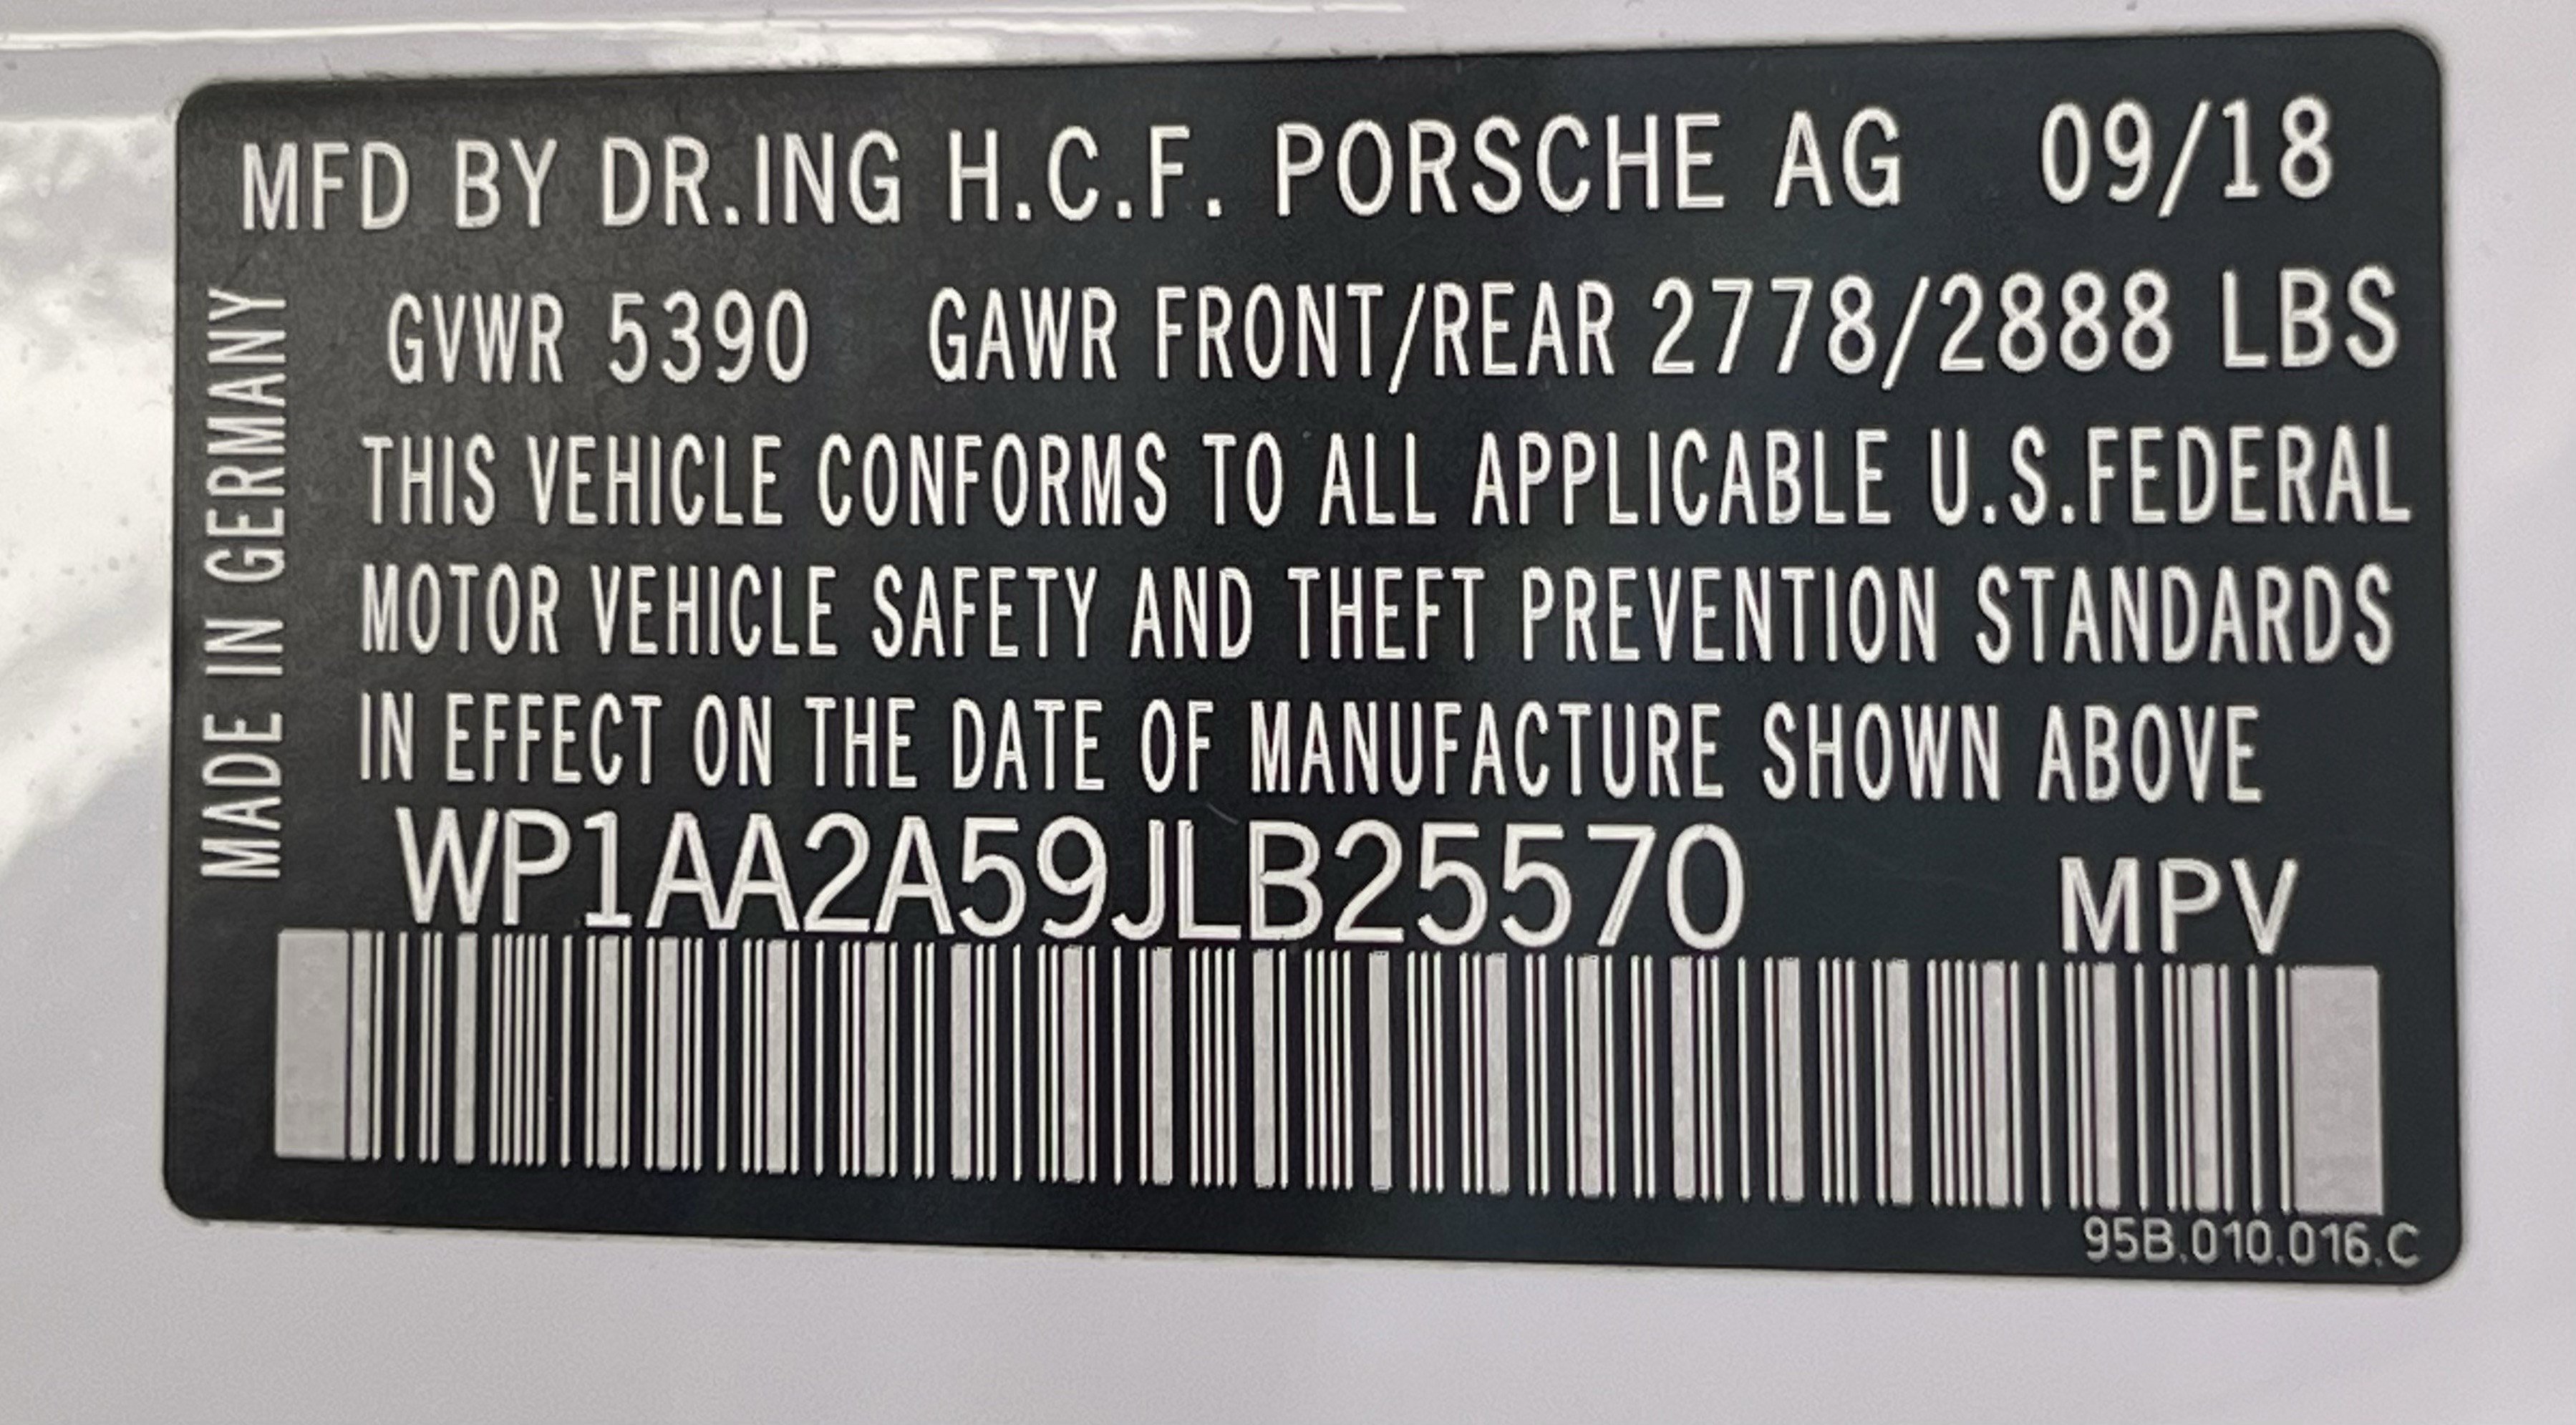 MFD BY DR.ING H.C.F. PORSCHE AG 09/18
GVWR 5390 GAWR FRONT/REAR 2778/2888 LBS
THIS VEHICLE CONFORMS TO ALL APPLICABLE U.S.FEDERAL
MOTOR VEHICLE SAFETY AND THEFT PREVENTION STANDARDS
IN EFFECT ON THE DATE OF MANUFACTURE SHOWN ABOVE
WP1AA2A59JLB25570 MPV
95B.010.016.C
MADE IN GERMANY